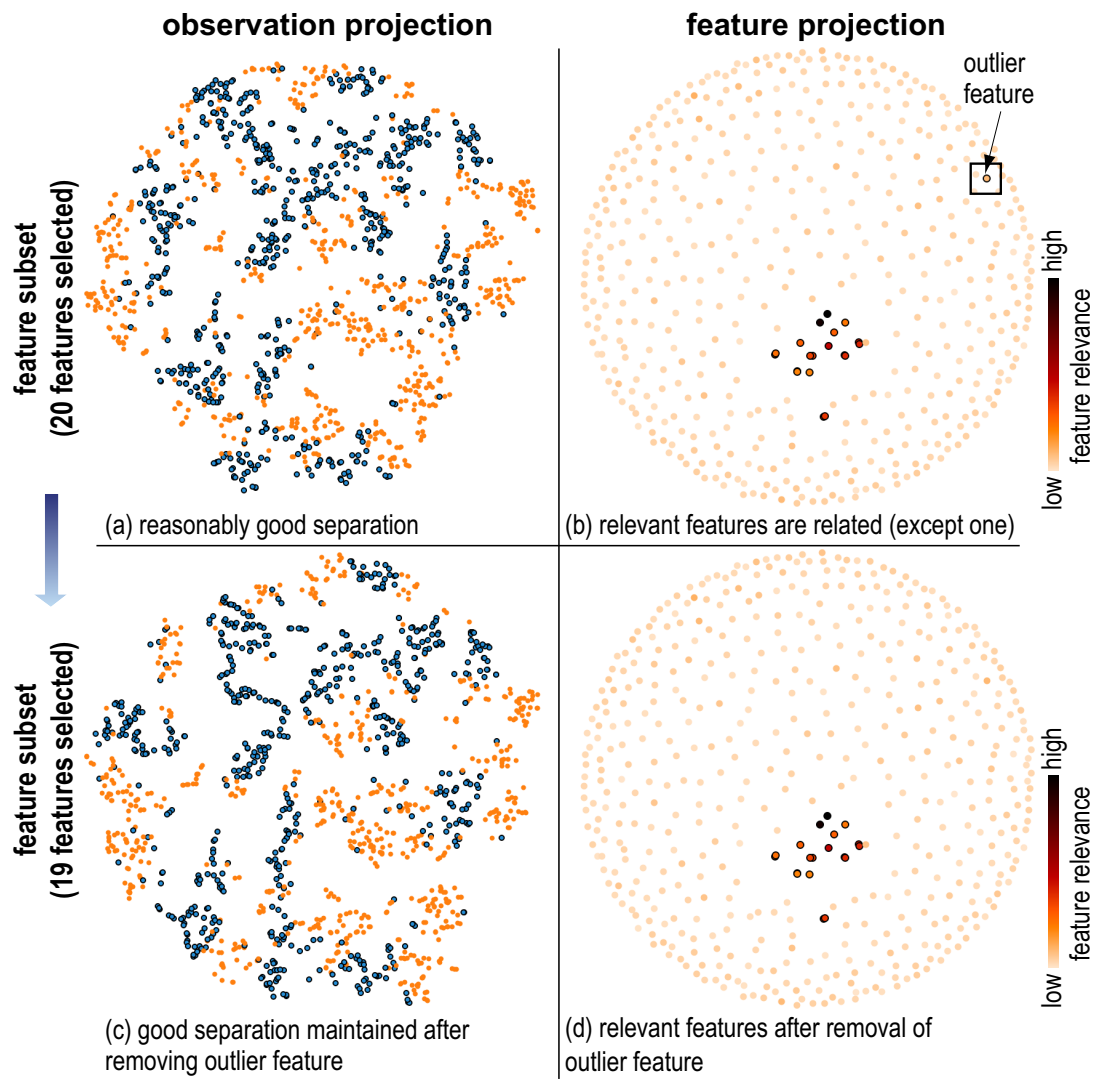 observation projection
feature projection
outlier
feature
feature subset
(20 features selected)
low
high
feature relevance
(a) reasonably good separation
(b) relevant features are related (except one)
feature subset
(19 features selected)
low
high
feature relevance
(c) good separation maintained after
removing outlier feature
(d) relevant features after removal of
outlier feature